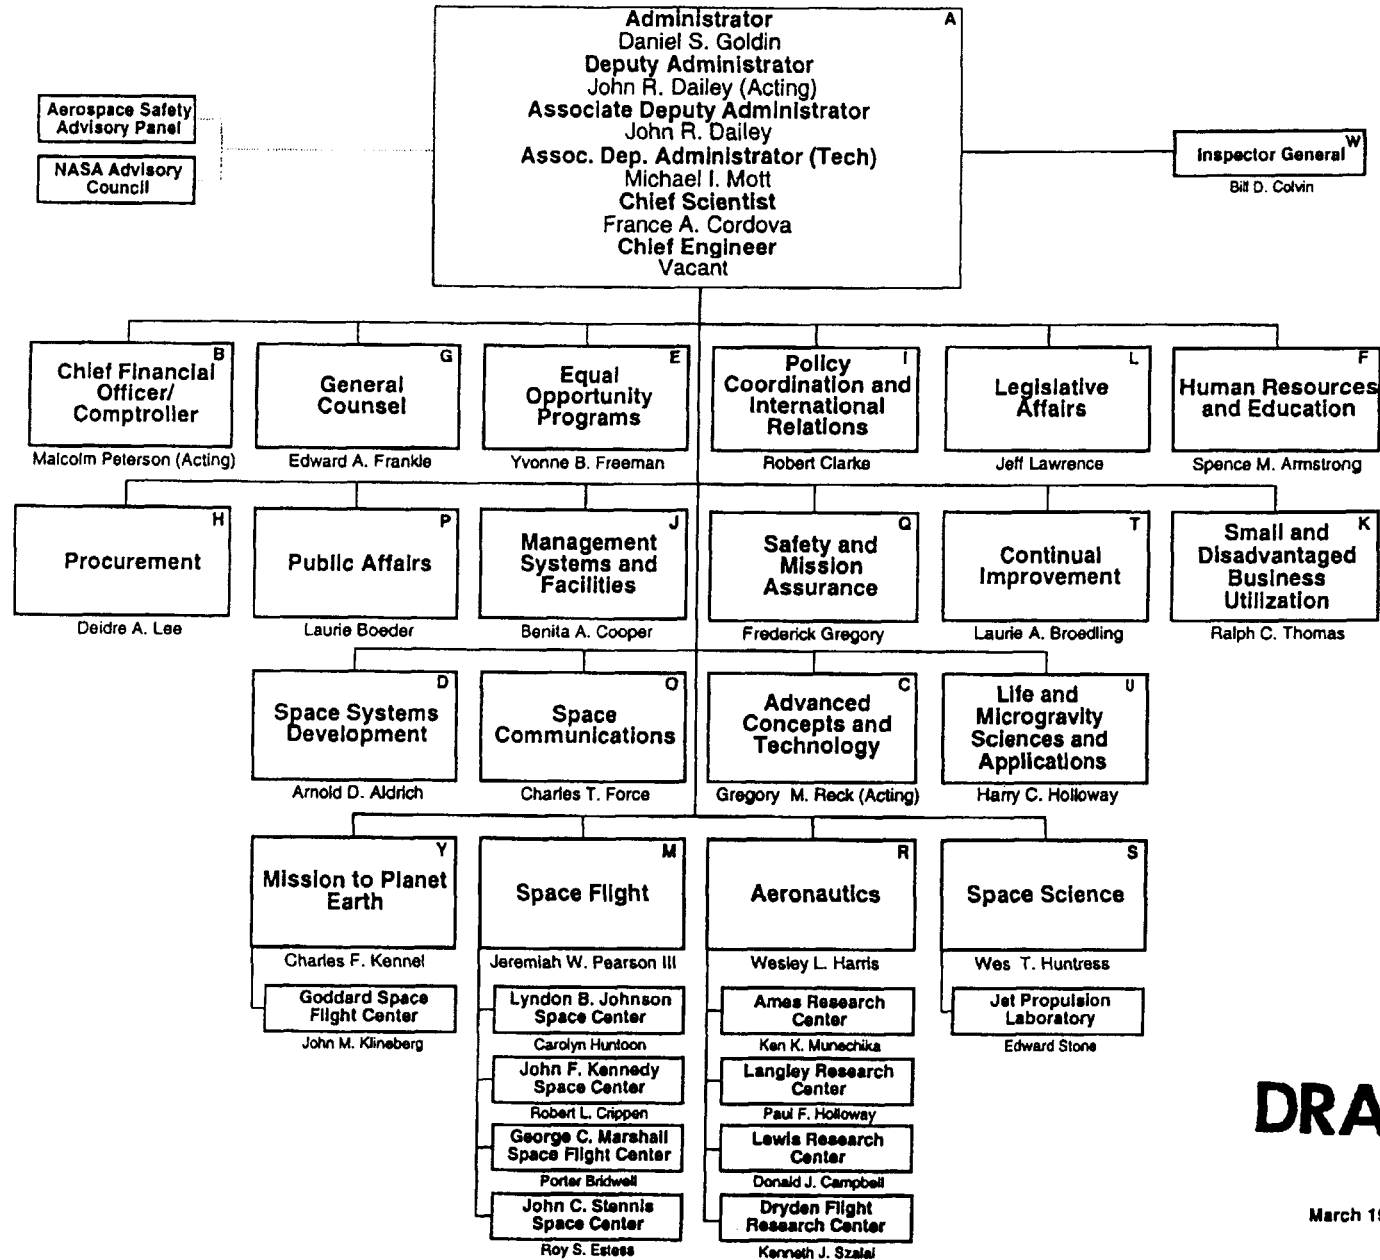 Administrator
A
Daniel S. Goldin
Deputy Administrator
John R. Dailey (Acting)
Associate Deputy Administrator
John R. Dailey
Assoc. Dep. Administrator (Tech)
Michael I. Mott
Chief Scientist
France A. Cordova
Chief Engineer
Vacant
Aerospace Safety
Advisory Panel
NASA Advisory
Council
Inspector General
W
Bill D. Colvin
B
Chief Financial
Officer/
Comptroller
Malcolm Peterson (Acting)
G
General
Counsel
Edward A. Frankle
E
Equal
Opportunity
Programs
Yvonne B. Freeman
I
Policy
Coordination and
International
Relations
Robert Clarke
L
Legislative
Affairs
Jeff Lawrence
F
Human Resources
and Education
Spence M. Armstrong
H
Procurement
Deidre A. Lee
P
Public Affairs
Laurie Boeder
J
Management
Systems and
Facilities
Benita A. Cooper
Q
Safety and
Mission
Assurance
Frederick Gregory
T
Continual
Improvement
Laurie A. Broedling
K
Small and
Disadvantaged
Business
Utilization
Ralph C. Thomas
D
Space Systems
Development
Arnold D. Aldrich
O
Space
Communications
Charles T. Force
C
Advanced
Concepts and
Technology
Gregory M. Reck (Acting)
U
Life and
Microgravity
Sciences and
Applications
Harry C. Holloway
Y
Mission to Planet
Earth
Charles F. Kennel
Goddard Space
Flight Center
John M. Klineberg
M
Space Flight
Jeremiah W. Pearson III
Lyndon B. Johnson
Space Center
Carolyn Huntoon
John F. Kennedy
Space Center
Robert L. Crippen
George C. Marshall
Space Flight Center
Porter Bridwell
John C. Stennis
Space Center
Roy S. Estess
R
Aeronautics
Wesley L. Harris
Ames Research
Center
Ken K. Munechika
Langley Research
Center
Paul F. Holloway
Lewis Research
Center
Donald J. Campbell
Dryden Flight
Research Center
Kenneth J. Szalai
S
Space Science
Wes T. Huntress
Jet Propulsion
Laboratory
Edward Stone
DRA
March 19